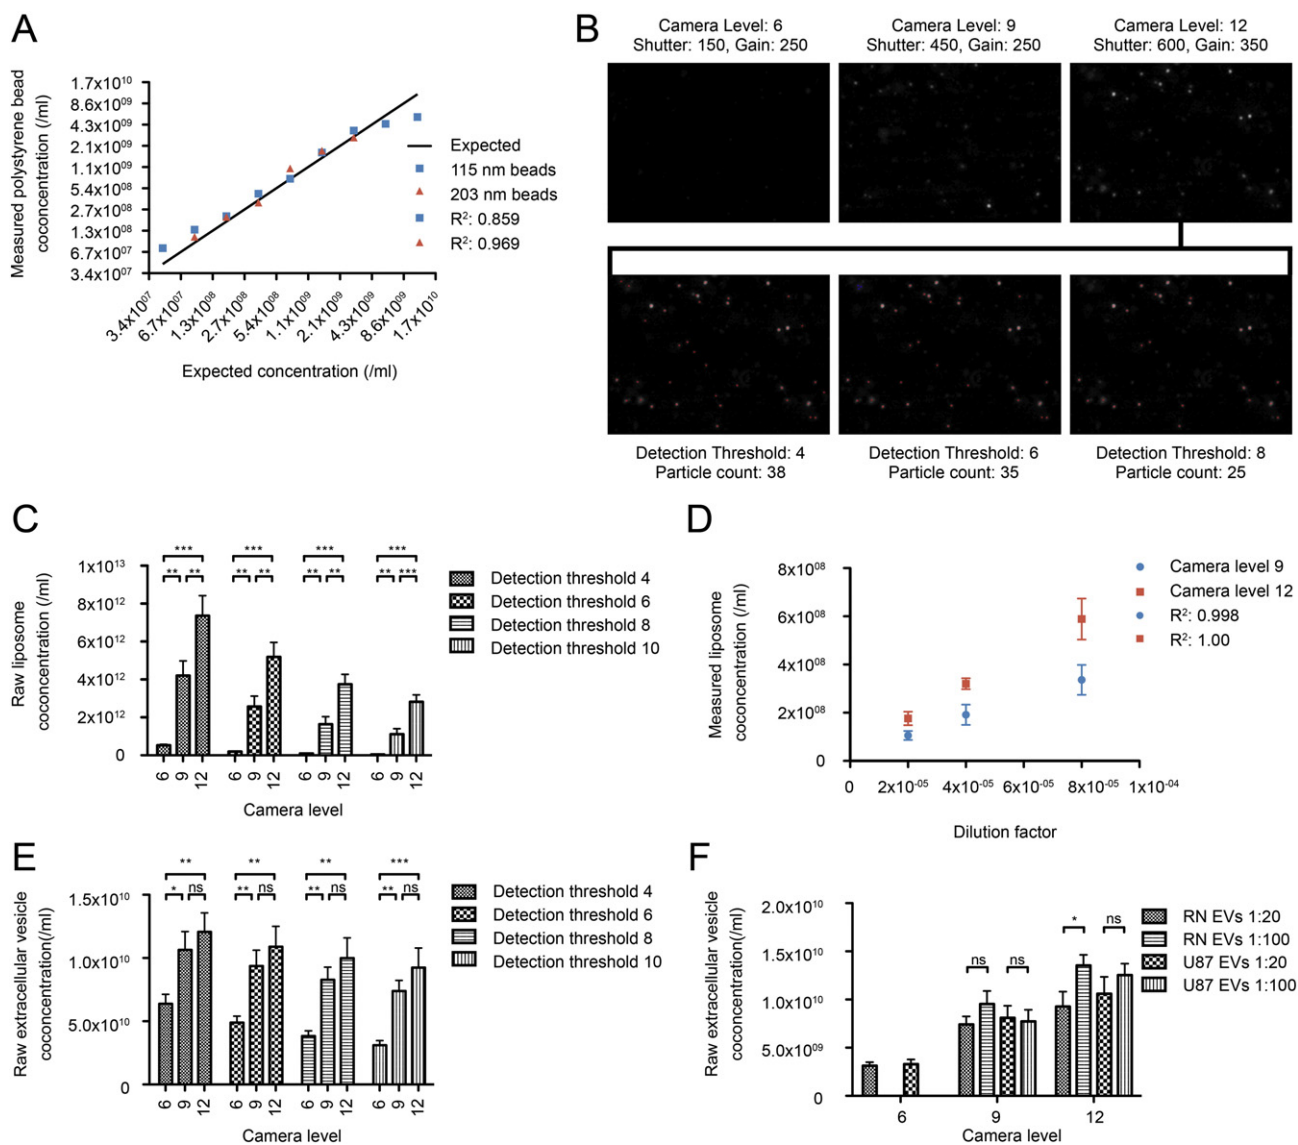 A
Measured polystyrene bead
coconcentration (/ml)
1.7x10^10
8.6x10^09
4.3x10^09
2.1x10^09
1.1x10^09
5.4x10^08
2.7x10^08
1.3x10^08
6.7x10^07
3.4x10^07
3.4x10^07
6.7x10^07
1.3x10^08
2.7x10^08
5.4x10^08
1.1x10^09
2.1x10^09
4.3x10^09
8.6x10^09
1.7x10^10
Expected concentration (/ml)
Expected
115 nm beads
203 nm beads
R²: 0.859
R²: 0.969
B
Camera Level: 6
Shutter: 150, Gain: 250
Camera Level: 9
Shutter: 450, Gain: 250
Camera Level: 12
Shutter: 600, Gain: 350
Detection Threshold: 4
Particle count: 38
Detection Threshold: 6
Particle count: 35
Detection Threshold: 8
Particle count: 25
C
Raw liposome
coconcentration (/ml)
1x10^13
8x10^12
6x10^12
4x10^12
2x10^12
0
*** *** *** ***
** ** ** ** ** ** ** ***
6 9 12 6 9 12 6 9 12 6 9 12
Camera level
Detection threshold 4
Detection threshold 6
Detection threshold 8
Detection threshold 10
D
Measured liposome
coconcentration (/ml)
8x10^08
6x10^08
4x10^08
2x10^08
0
0 2x10^-05 4x10^-05 6x10^-05 8x10^-05 1x10^-04
Dilution factor
Camera level 9
Camera level 12
R²: 0.998
R²: 1.00
E
Raw extracellular vesicle
coconcentration(/ml)
1.5x10^10
1.0x10^10
5.0x10^10
0
** ** ** ***
* ns ** ns ** ns ** ns
6 9 12 6 9 12 6 9 12 6 9 12
Camera level
Detection threshold 4
Detection threshold 6
Detection threshold 8
Detection threshold 10
F
Raw extracellular vesicle
coconcentration(/ml)
2.0x10^10
1.5x10^10
1.0x10^10
5.0x10^09
0
ns ns * ns
6 9 12
Camera level
RN EVs 1:20
RN EVs 1:100
U87 EVs 1:20
U87 EVs 1:100